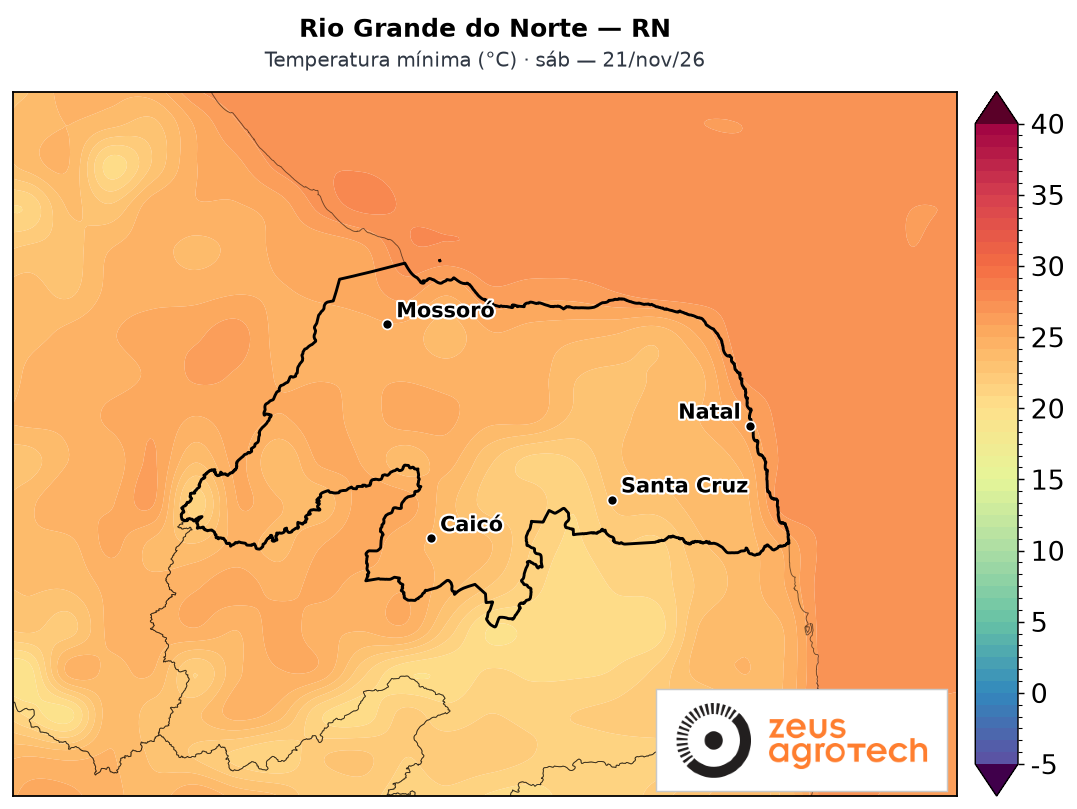 Rio Grande do Norte — RN
Temperatura mínima (°C) · sáb — 21/nov/26
40
35
30
25
20
15
10
5
0
-5
Mossoró
Natal
Santa Cruz
Caicó
zeus
agrotech